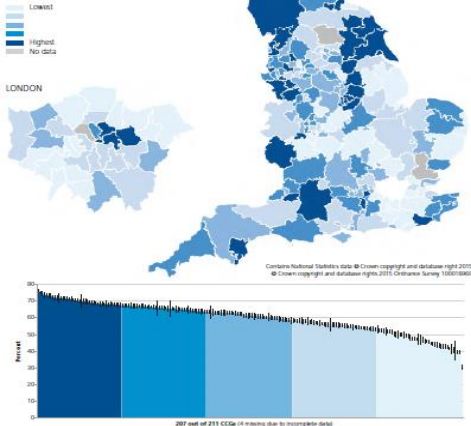 Lowest
Highest
No data
LONDON
Contains National Statistics data © Crown copyright and database right 2015
© Crown copyright and database rights 2015 Ordnance Survey
80
70
60
50
40
30
20
10
0
Percent
207 out of 211 CCGs (4 missing due to incomplete data)